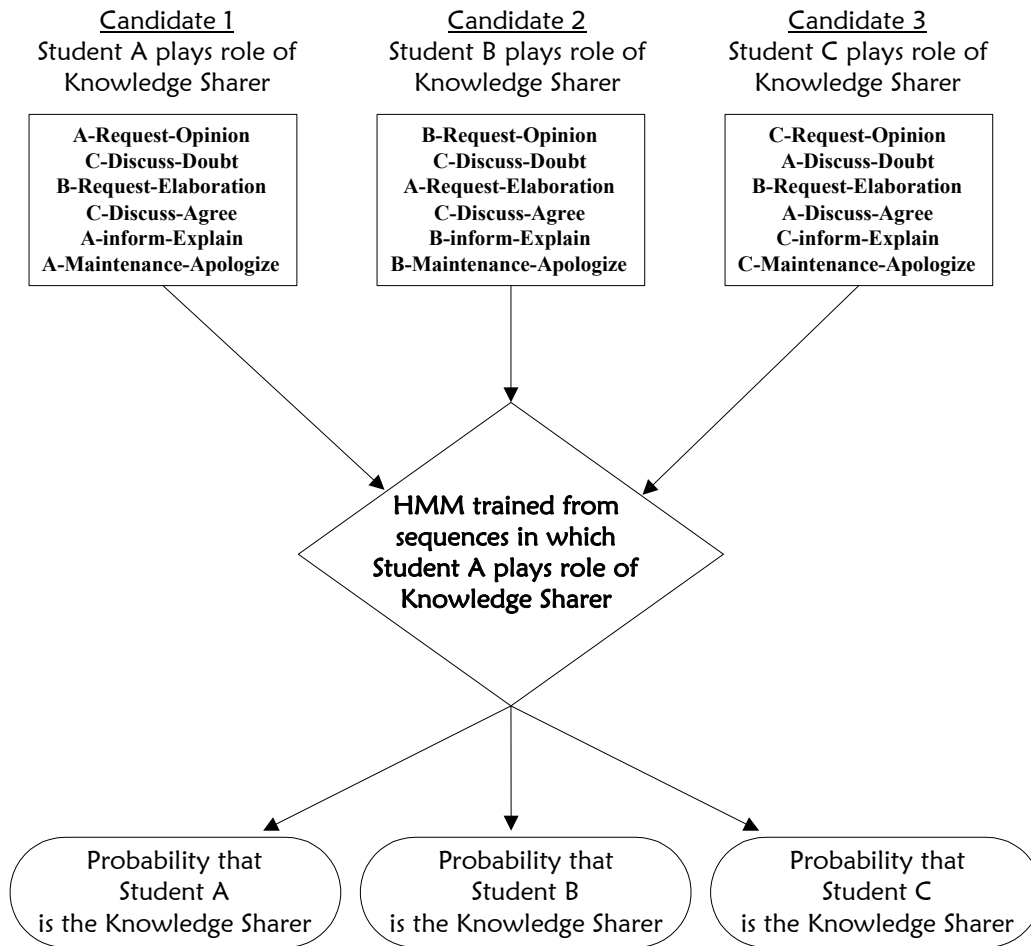 Candidate 1
Student A plays role of
Knowledge Sharer
A-Request-Opinion
C-Discuss-Doubt
B-Request-Elaboration
C-Discuss-Agree
A-inform-Explain
A-Maintenance-Apologize
Candidate 2
Student B plays role of
Knowledge Sharer
B-Request-Opinion
C-Discuss-Doubt
A-Request-Elaboration
C-Discuss-Agree
B-inform-Explain
B-Maintenance-Apologize
Candidate 3
Student C plays role of
Knowledge Sharer
C-Request-Opinion
A-Discuss-Doubt
B-Request-Elaboration
A-Discuss-Agree
C-inform-Explain
C-Maintenance-Apologize
HMM trained from
sequences in which
Student A plays role of
Knowledge Sharer
Probability that
Student A
is the Knowledge Sharer
Probability that
Student B
is the Knowledge Sharer
Probability that
Student C
is the Knowledge Sharer